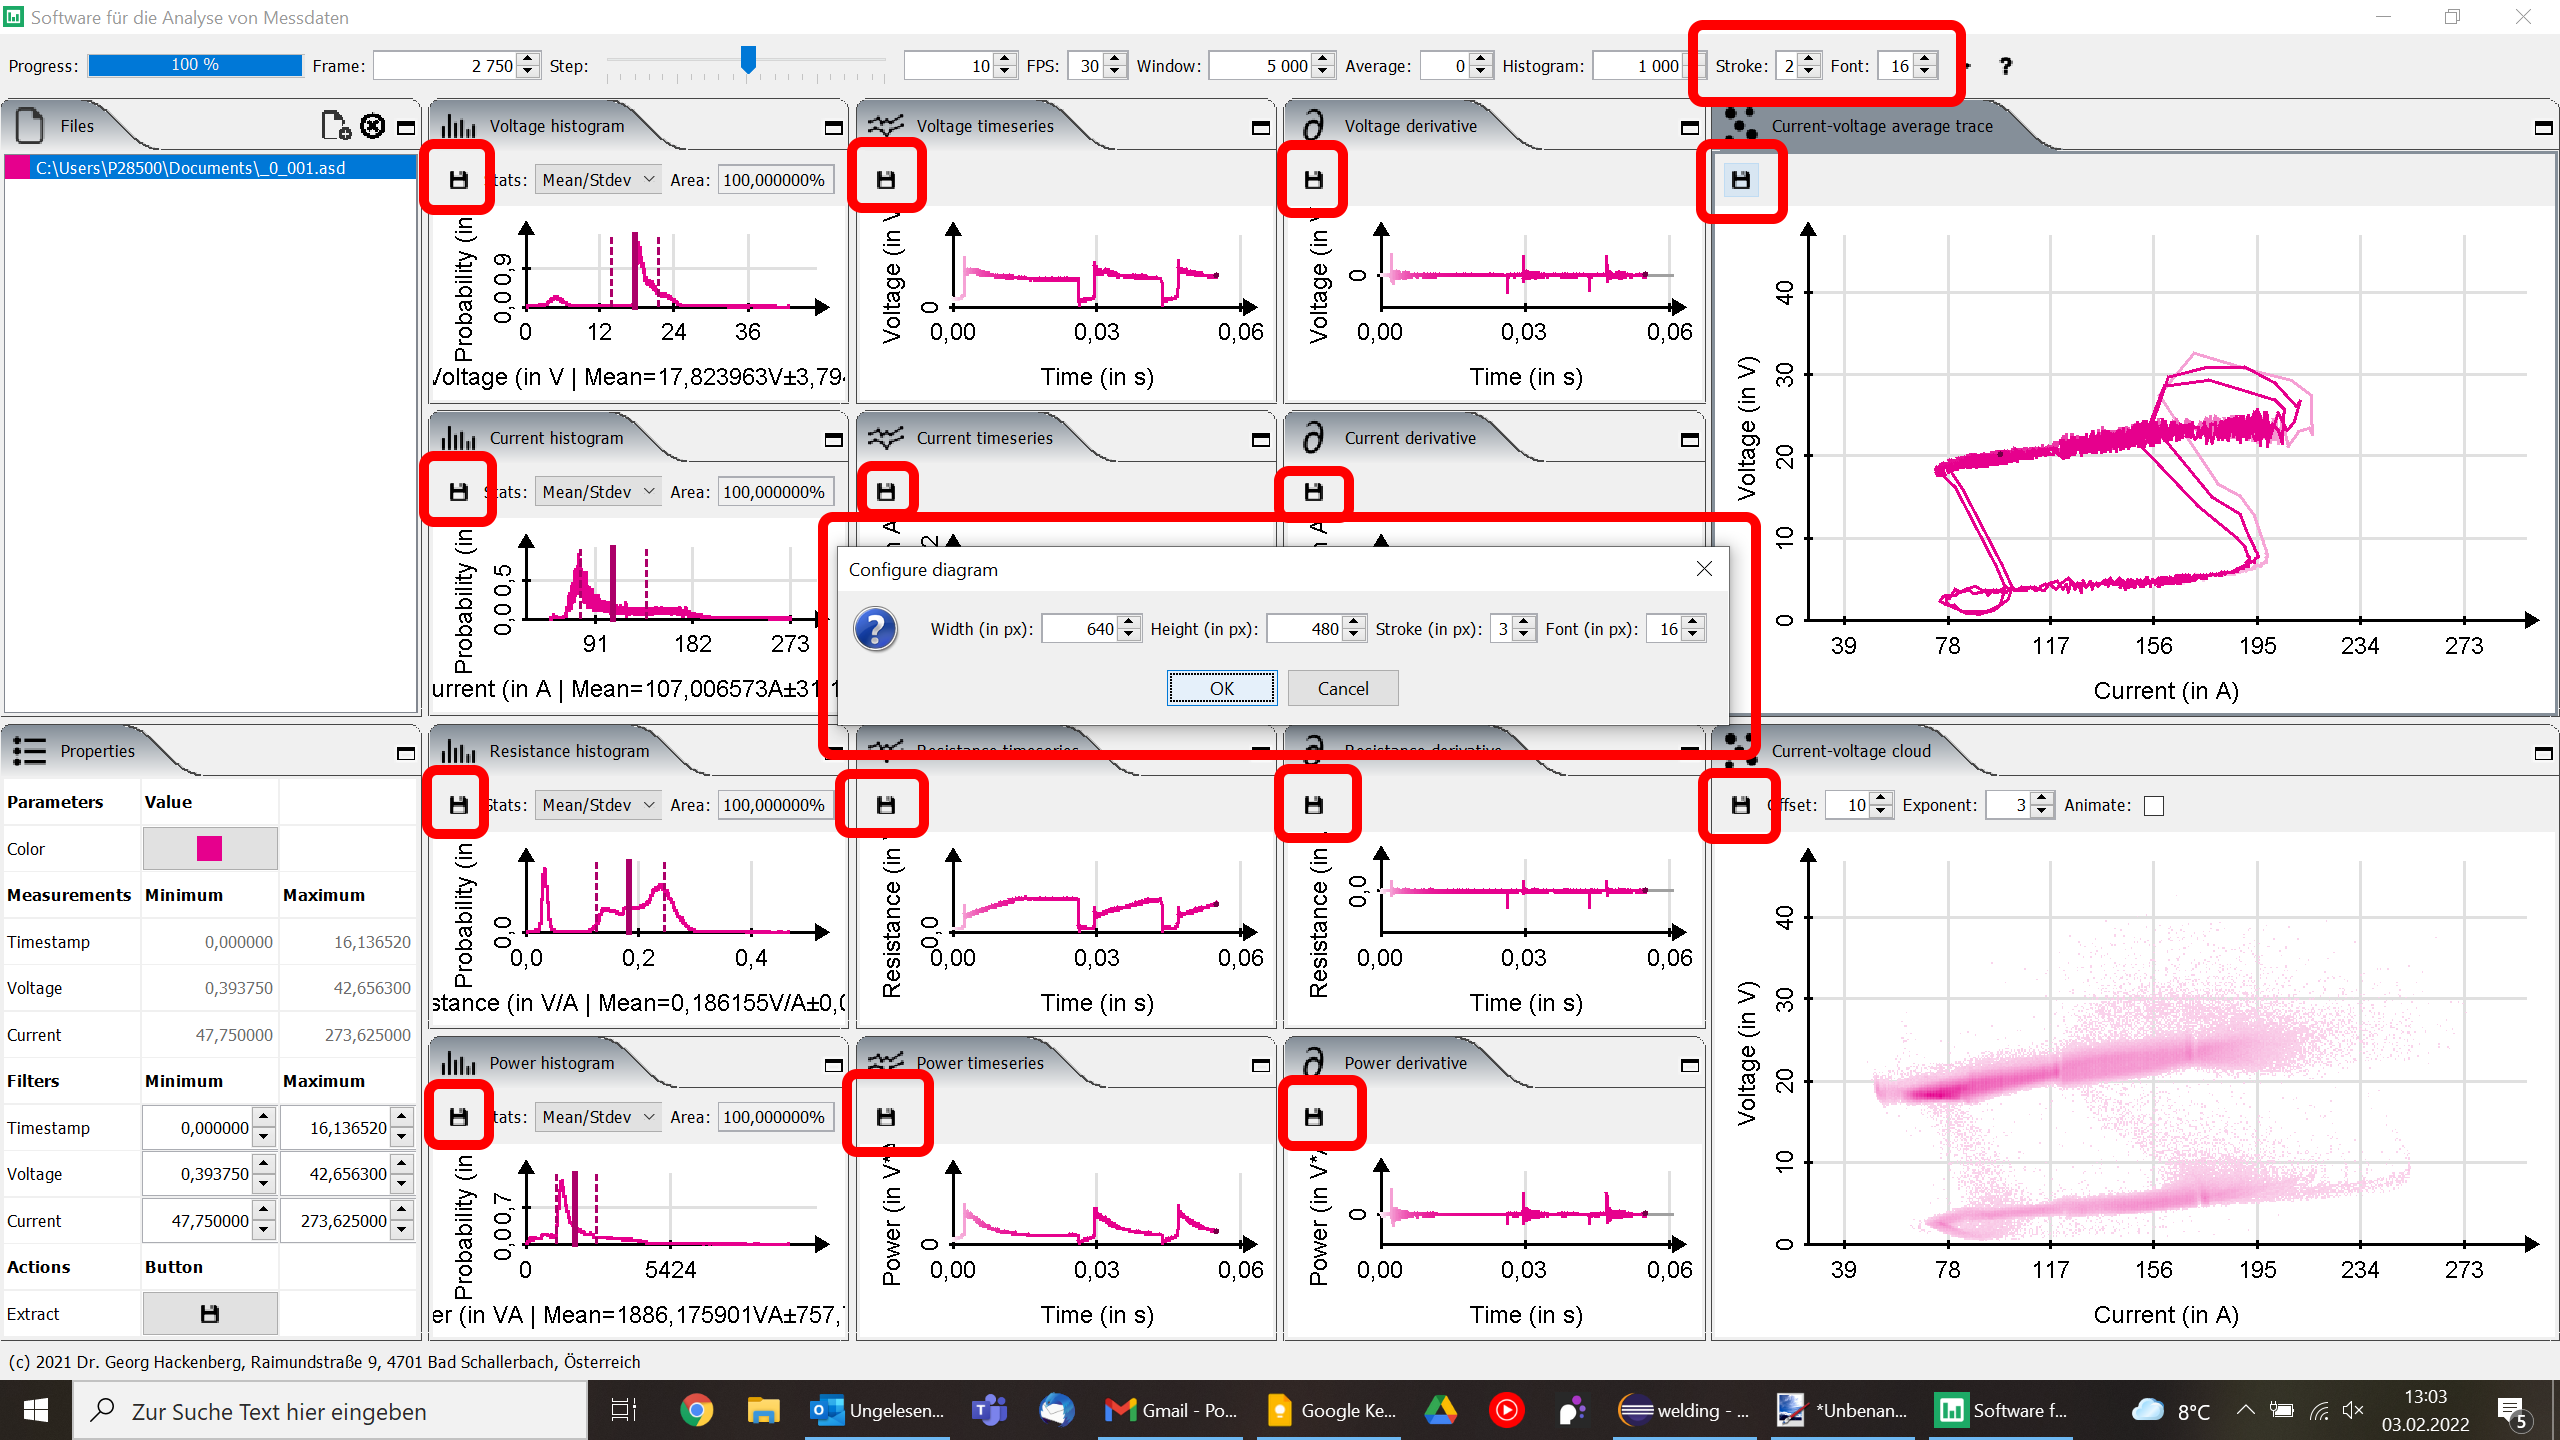 Software für die Analyse von Messdaten
Progress: 100 % Frame: 2 750 Step: 10 FPS: 30 Window: 5 000 Average: 0 Histogram: 1 000 Stroke: 2 Font: 16 ?
Files
C:\Users\P28500\Documents\_0_001.asd
Voltage histogram
Stats: Mean/Stdev Area: 100,000000%
Probability (in
0,0 0 0,9
0 12 24 36
Voltage (in V | Mean=17,823963V±3,794
Voltage timeseries
Voltage (in V
0
0,00 0,03 0,06
Time (in s)
Voltage derivative
Voltage (in
0
0,00 0,03 0,06
Time (in s)
Current-voltage average trace
Voltage (in V)
0 10 20 30 40
39 78 117 156 195 234 273
Current (in A)
Current histogram
Stats: Mean/Stdev Area: 100,000000%
Probability (in
0,0 0 0,5
91 182 273
urrent (in A | Mean=107,006573A±31,1
Current timeseries
Current derivative
Configure diagram
Width (in px): 640 Height (in px): 480 Stroke (in px): 3 Font (in px): 16
OK Cancel
Properties
Parameters Value
Color
Measurements Minimum Maximum
Timestamp 0,000000 16,136520
Voltage 0,393750 42,656300
Current 47,750000 273,625000
Filters Minimum Maximum
Timestamp 0,000000 16,136520
Voltage 0,393750 42,656300
Current 47,750000 273,625000
Actions Button
Extract
Resistance histogram
Stats: Mean/Stdev Area: 100,000000%
Probability (in
0,0
0,0 0,2 0,4
stance (in V/A | Mean=0,186155V/A±0,0
Resistance timeseries
Resistance (in
0,0
0,00 0,03 0,06
Time (in s)
Resistance derivative
Resistance (in
0,0
0,00 0,03 0,06
Time (in s)
Current-voltage cloud
Offset: 10 Exponent: 3 Animate:
Voltage (in V)
0 10 20 30 40
39 78 117 156 195 234 273
Current (in A)
Power histogram
Stats: Mean/Stdev Area: 100,000000%
Probability (in
0,0 0 0,7
0 5424
er (in VA | Mean=1886,175901VA±757,
Power timeseries
Power (in V*A
0
0,00 0,03 0,06
Time (in s)
Power derivative
Power (in V*
0
0,00 0,03 0,06
Time (in s)
(c) 2021 Dr. Georg Hackenberg, Raimundstraße 9, 4701 Bad Schallerbach, Österreich
Zur Suche Text hier eingeben
Ungelesen... Gmail - Po... Google Ke... welding - ... *Unbenan... Software f... 8°C
13:03
03.02.2022
5